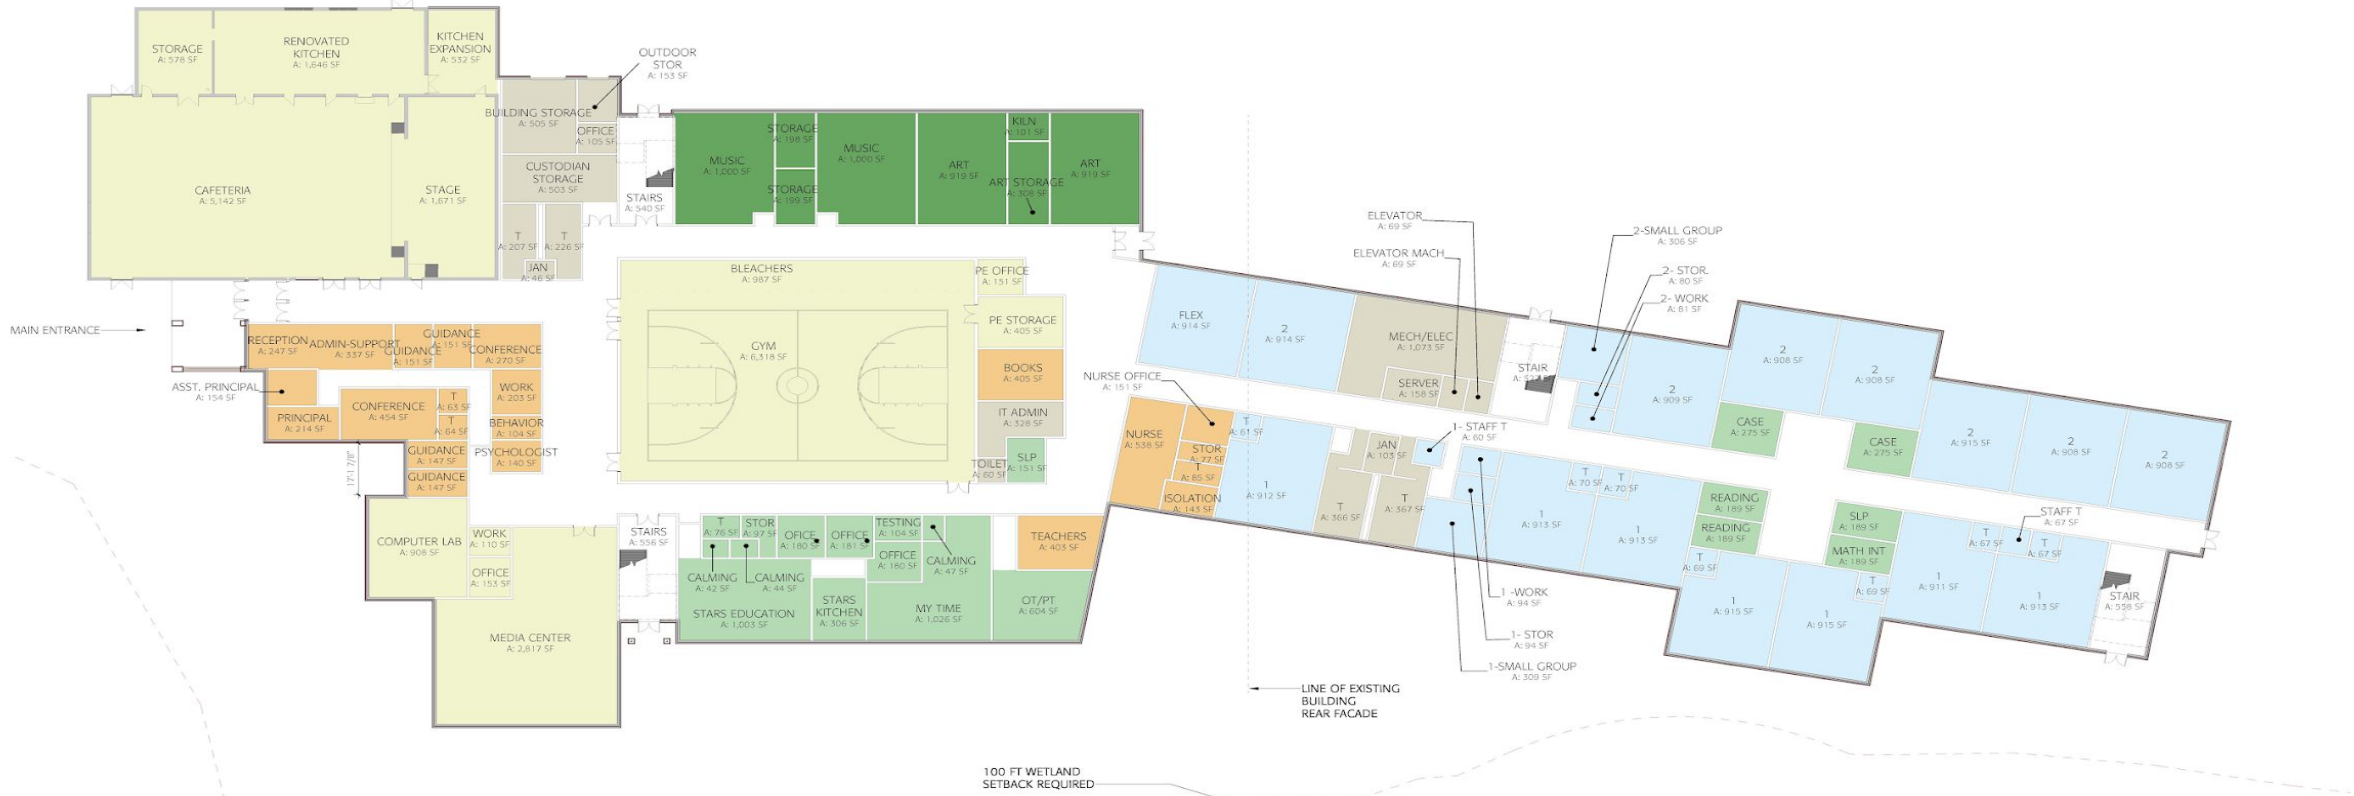 STORAGE
A: 578 SF
RENOVATED
KITCHEN
A: 1,646 SF
KITCHEN
EXPANSION
A: 532 SF
OUTDOOR
STOR
A: 153 SF
BUILDING STORAGE
A: 505 SF
OFFICE
A: 105 SF
CUSTODIAN
STORAGE
A: 503 SF
CAFETERIA
A: 5,142 SF
STAGE
A: 1,671 SF
T
A: 207 SF
T
A: 226 SF
JAN
A: 46 SF
STAIRS
A: 540 SF
MUSIC
A: 1,000 SF
STORAGE
A: 198 SF
STORAGE
A: 199 SF
MUSIC
A: 1,000 SF
ART
A: 919 SF
KILN
A: 101 SF
ART STORAGE
A: 308 SF
ART
A: 919 SF
MAIN ENTRANCE
RECEPTION
A: 247 SF
ADMIN-SUPPORT
A: 337 SF
GUIDANCE
A: 151 SF
GUIDANCE
A: 151 SF
CONFERENCE
A: 270 SF
ASST. PRINCIPAL
A: 154 SF
PRINCIPAL
A: 214 SF
CONFERENCE
A: 454 SF
T
A: 63 SF
T
A: 64 SF
WORK
A: 203 SF
BEHAVIOR
A: 104 SF
PSYCHOLOGIST
A: 140 SF
GUIDANCE
A: 147 SF
GUIDANCE
A: 147 SF
17'-1 7/8"
COMPUTER LAB
A: 908 SF
WORK
A: 110 SF
OFFICE
A: 153 SF
MEDIA CENTER
A: 2,817 SF
BLEACHERS
A: 987 SF
GYM
A: 6,318 SF
PE OFFICE
A: 151 SF
PE STORAGE
A: 405 SF
BOOKS
A: 405 SF
IT ADMIN
A: 328 SF
TOILET
A: 60 SF
SLP
A: 151 SF
STAIRS
A: 556 SF
T
A: 76 SF
STOR
A: 97 SF
OFICE
A: 180 SF
OFFICE
A: 181 SF
TESTING
A: 104 SF
OFFICE
A: 180 SF
CALMING
A: 47 SF
CALMING
A: 42 SF
CALMING
A: 44 SF
STARS EDUCATION
A: 1,003 SF
STARS
KITCHEN
A: 306 SF
MY TIME
A: 1,026 SF
TEACHERS
A: 403 SF
OT/PT
A: 604 SF
ELEVATOR
A: 69 SF
ELEVATOR MACH
A: 69 SF
2-SMALL GROUP
A: 306 SF
2- STOR.
A: 80 SF
2- WORK
A: 81 SF
FLEX
A: 914 SF
2
A: 914 SF
MECH/ELEC
A: 1,073 SF
SERVER
A: 158 SF
STAIR
2
A: 909 SF
2
A: 908 SF
2
A: 908 SF
CASE
A: 275 SF
CASE
A: 275 SF
2
A: 915 SF
2
A: 908 SF
2
A: 908 SF
NURSE OFFICE
A: 151 SF
NURSE
A: 538 SF
STOR
A: 77 SF
T
A: 85 SF
ISOLATION
A: 143 SF
T
A: 61 SF
1
A: 912 SF
JAN
A: 103 SF
T
A: 366 SF
T
A: 367 SF
1- STAFF T
A: 60 SF
1
A: 913 SF
T
A: 70 SF
T
A: 70 SF
1
A: 913 SF
READING
A: 189 SF
READING
A: 189 SF
T
A: 69 SF
1
A: 915 SF
1
A: 915 SF
SLP
A: 189 SF
MATH INT
A: 189 SF
T
A: 69 SF
1
A: 911 SF
T
A: 67 SF
STAFF T
A: 67 SF
T
A: 67 SF
1
A: 913 SF
STAIR
A: 558 SF
1 -WORK
A: 94 SF
1- STOR
A: 94 SF
1-SMALL GROUP
A: 309 SF
LINE OF EXISTING
BUILDING
REAR FACADE
100 FT WETLAND
SETBACK REQUIRED